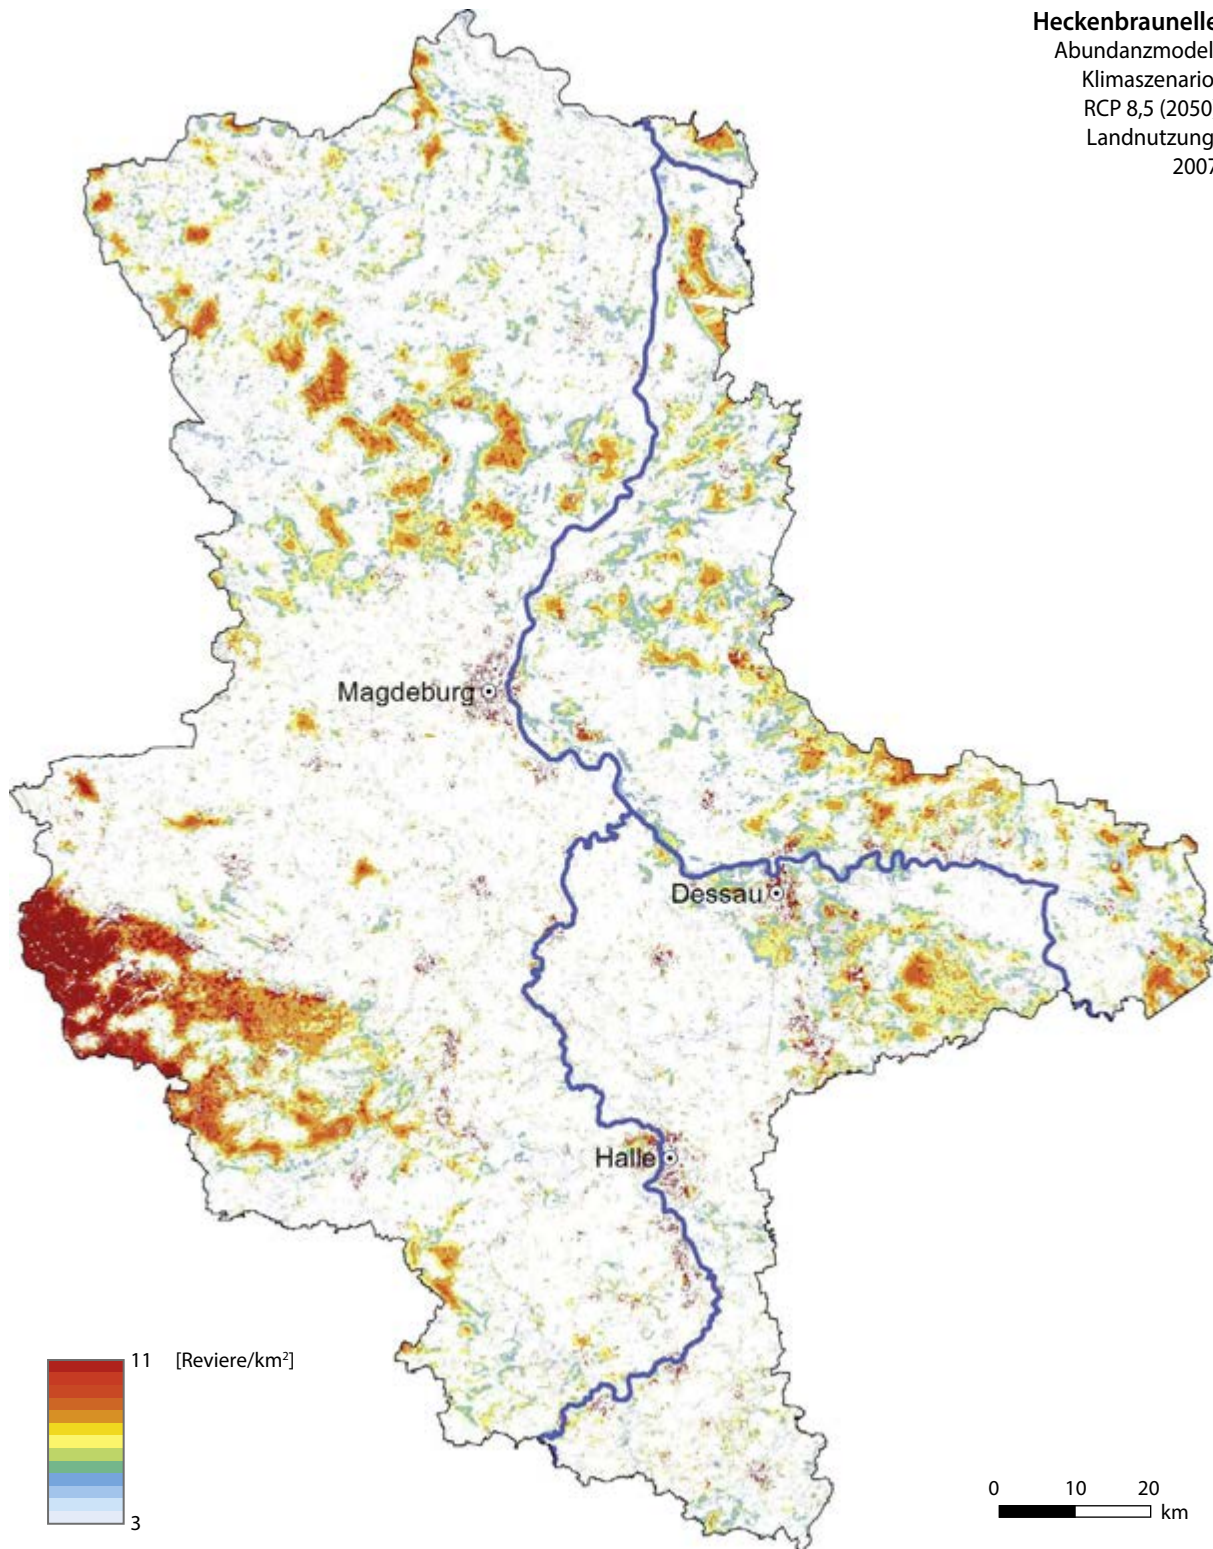 Heckenbraunelle
Abundanzmodel
Klimaszenario
RCP 8,5 (2050
Landnutzung
2007
Magdeburg
Dessau
Halle
11 [Reviere/km²]
3
0 10 20
km